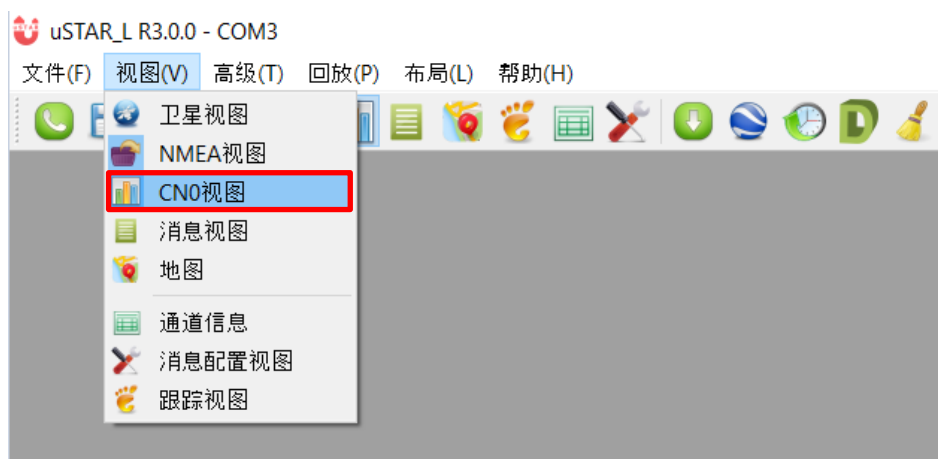 uSTAR_L R3.0.0 - COM3
文件(F) 视图(V) 高级(T) 回放(P) 布局(L) 帮助(H)
卫星视图
NMEA视图
CN0视图
消息视图
地图
通道信息
消息配置视图
跟踪视图